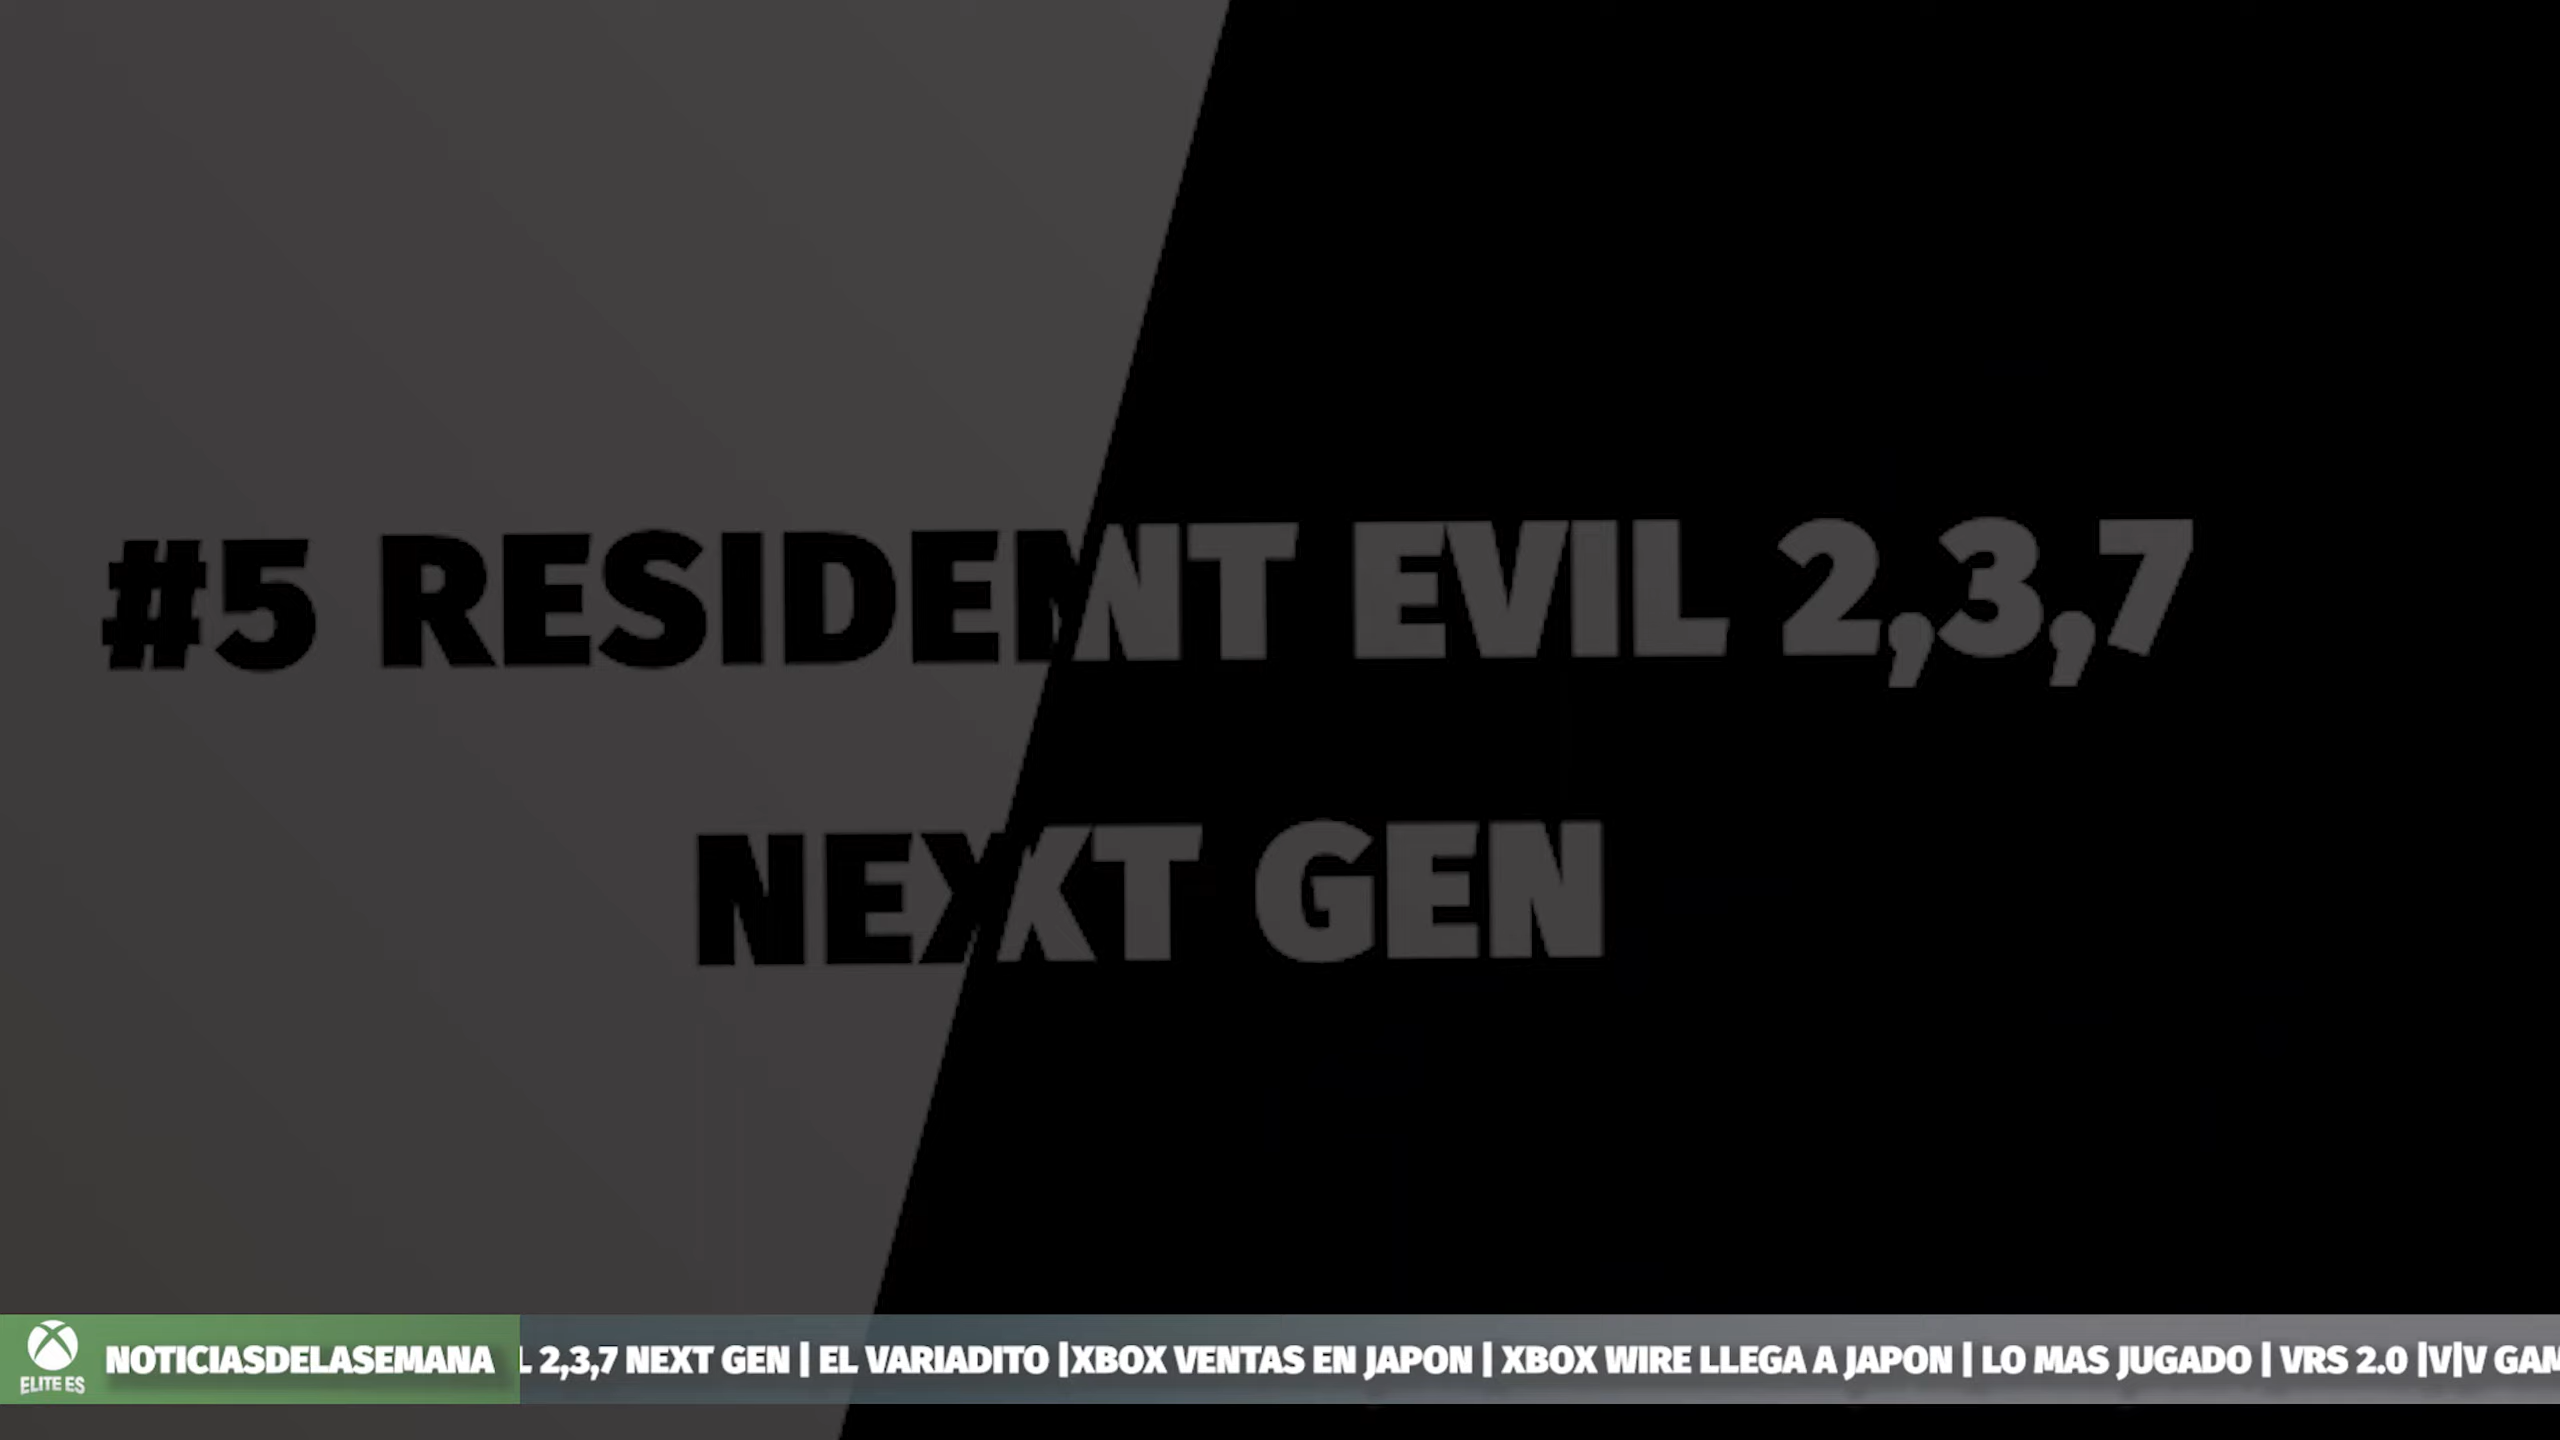 #5 RESIDENT EVIL 2,3,7
NEXT GEN
ELITE ES
NOTICIASDELASEMANA
2,3,7 NEXT GEN | EL VARIADITO |XBOX VENTAS EN JAPON | XBOX WIRE LLEGA A JAPON | LO MAS JUGADO | VRS 2.0 |V|V